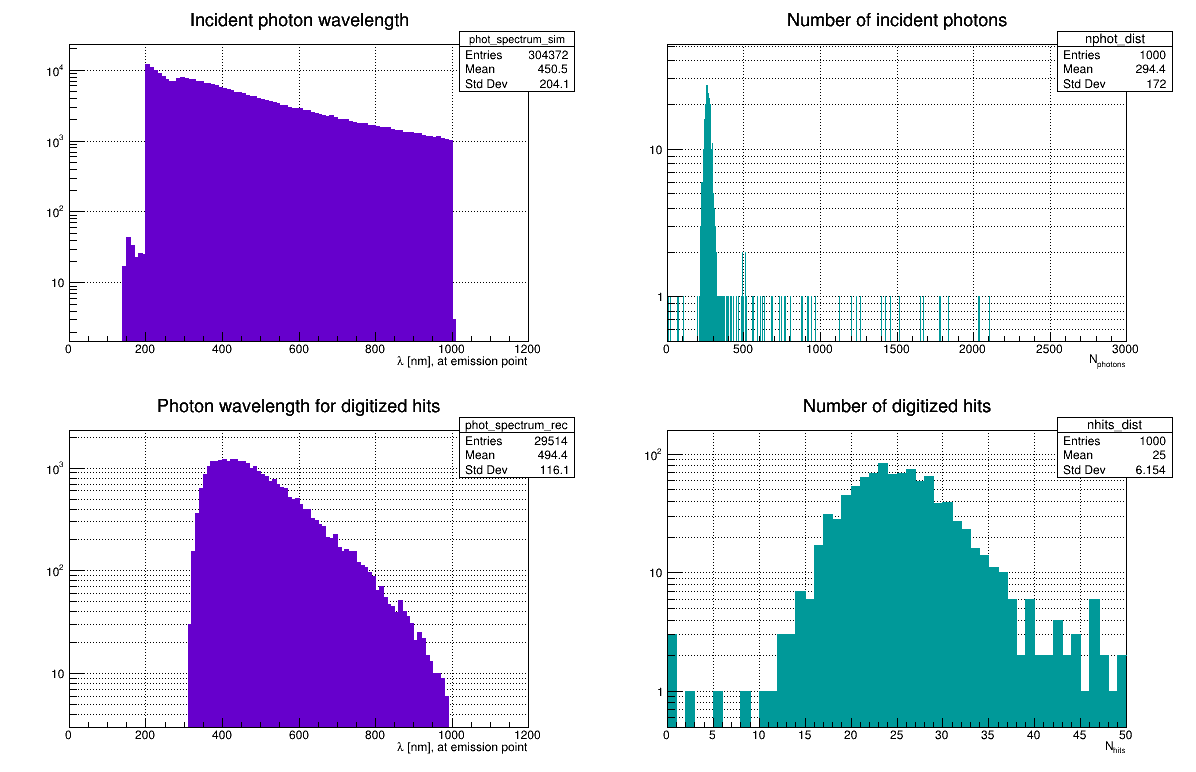 Incident photon wavelength
phot_spectrum_sim
Entries 304372
Mean 450.5
Std Dev 204.1
10^4
10^3
10^2
10
0 200 400 600 800 1000 1200
λ [nm], at emission point
Number of incident photons
nphot_dist
Entries 1000
Mean 294.4
Std Dev 172
10
1
0 500 1000 1500 2000 2500 3000
N_photons
Photon wavelength for digitized hits
phot_spectrum_rec
Entries 29514
Mean 494.4
Std Dev 116.1
10^3
10^2
10
0 200 400 600 800 1000 1200
λ [nm], at emission point
Number of digitized hits
nhits_dist
Entries 1000
Mean 25
Std Dev 6.154
10^2
10
1
0 5 10 15 20 25 30 35 40 45 50
N_hits